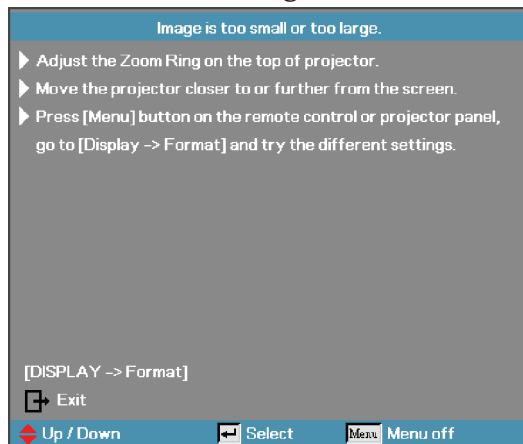 Image is too small or too large.
Adjust the Zoom Ring on the top of projector.
Move the projector closer to or further from the screen.
Press [Menu] button on the remote control or projector panel,
go to [Display -> Format] and try the different settings.
[DISPLAY -> Format]
Exit
Up / Down Select Menu Menu off